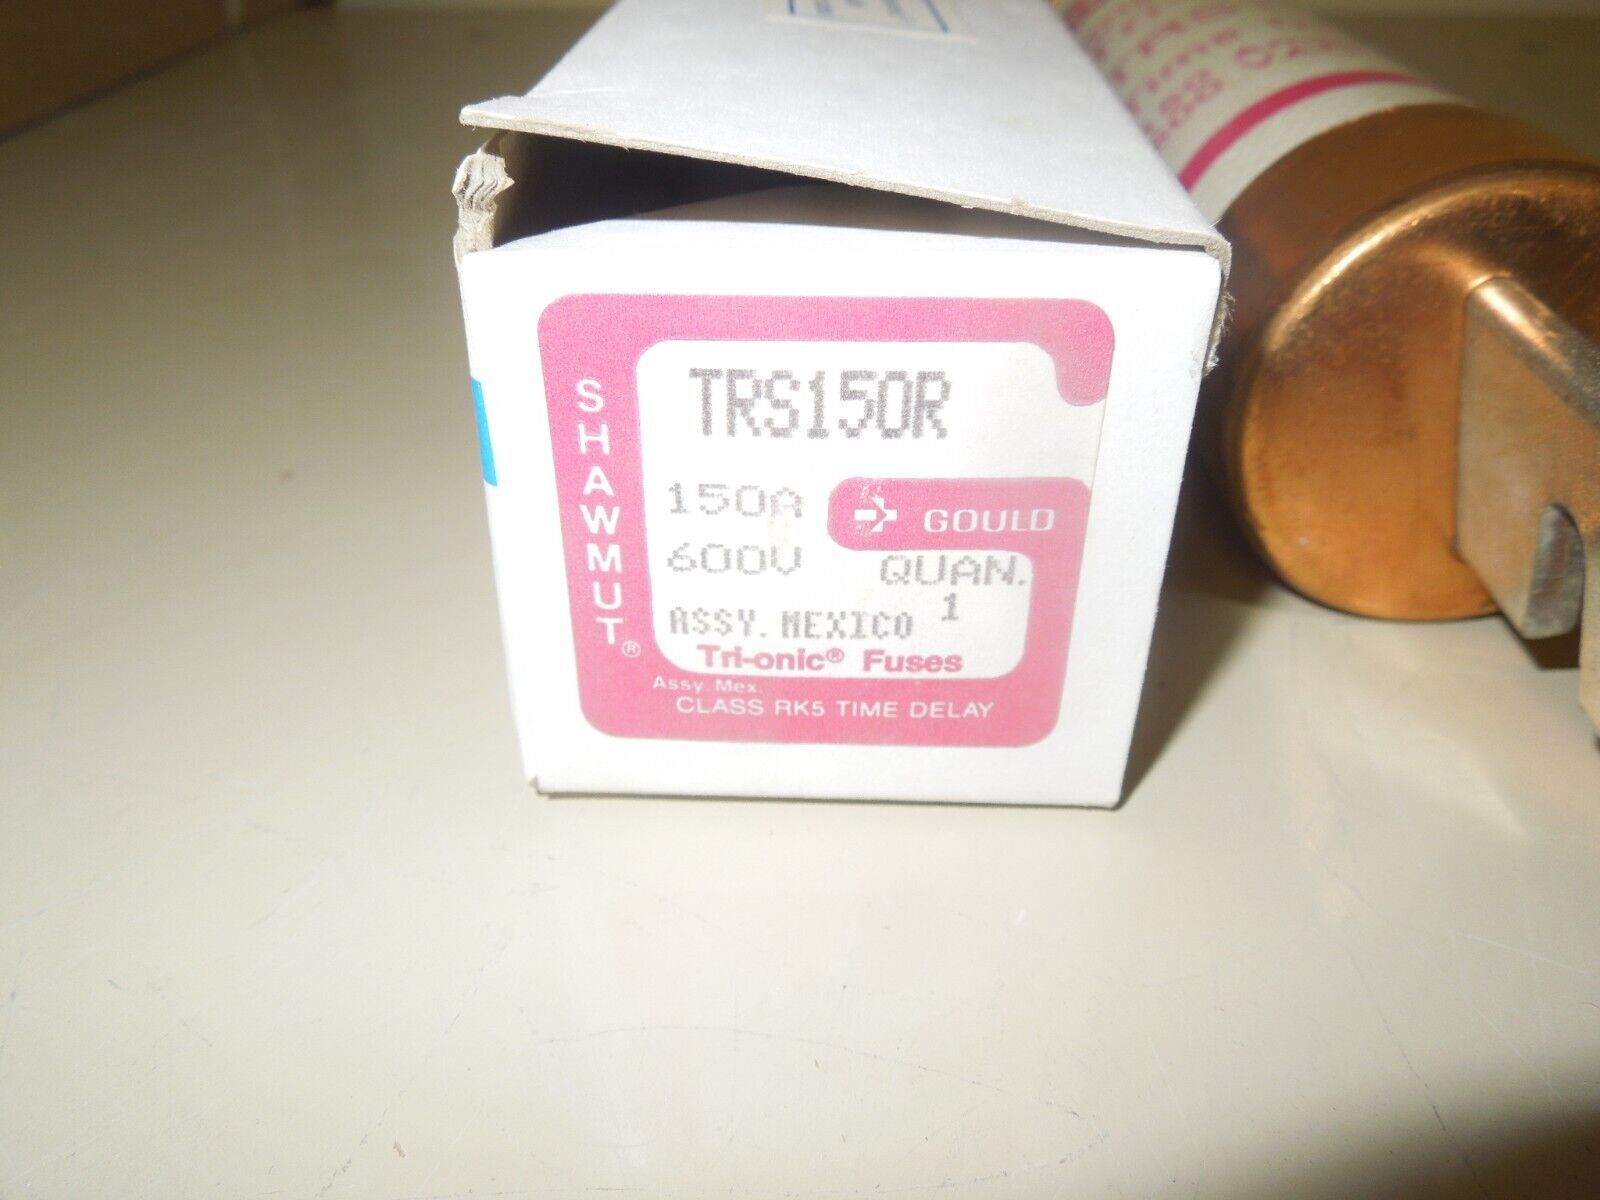 TRS150R
SHAWMUT®
150A
GOULD
600V
QUAN.
1
ASSY. MEXICO
Tri-onic® Fuses
Assy. Mex.
CLASS RK5 TIME DELAY